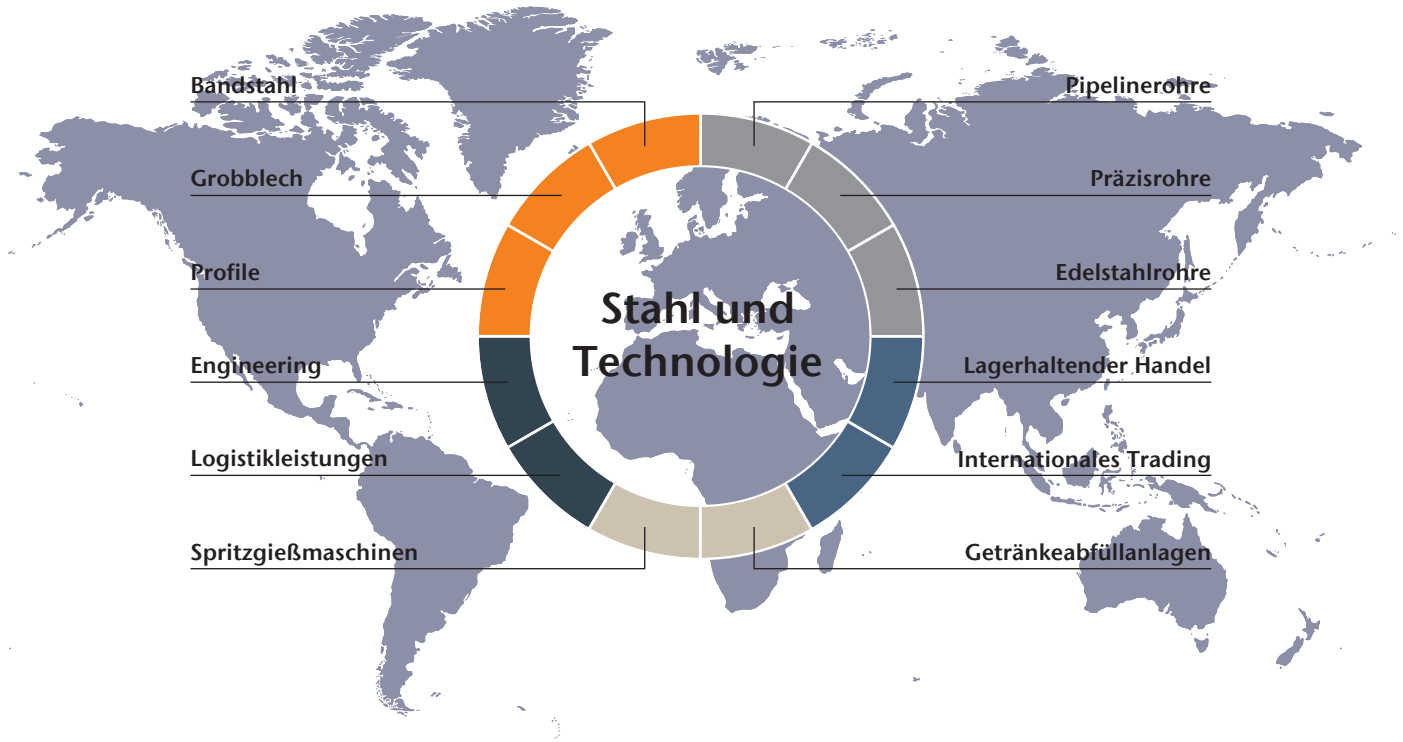 Bandstahl
Pipelinerohre
Grobblech
Präzisrohre
Profile
Edelstahlrohre
Stahl und
Technologie
Engineering
Lagerhaltender Handel
Logistikleistungen
Internationales Trading
Spritzgießmaschinen
Getränkeabfüllanlagen